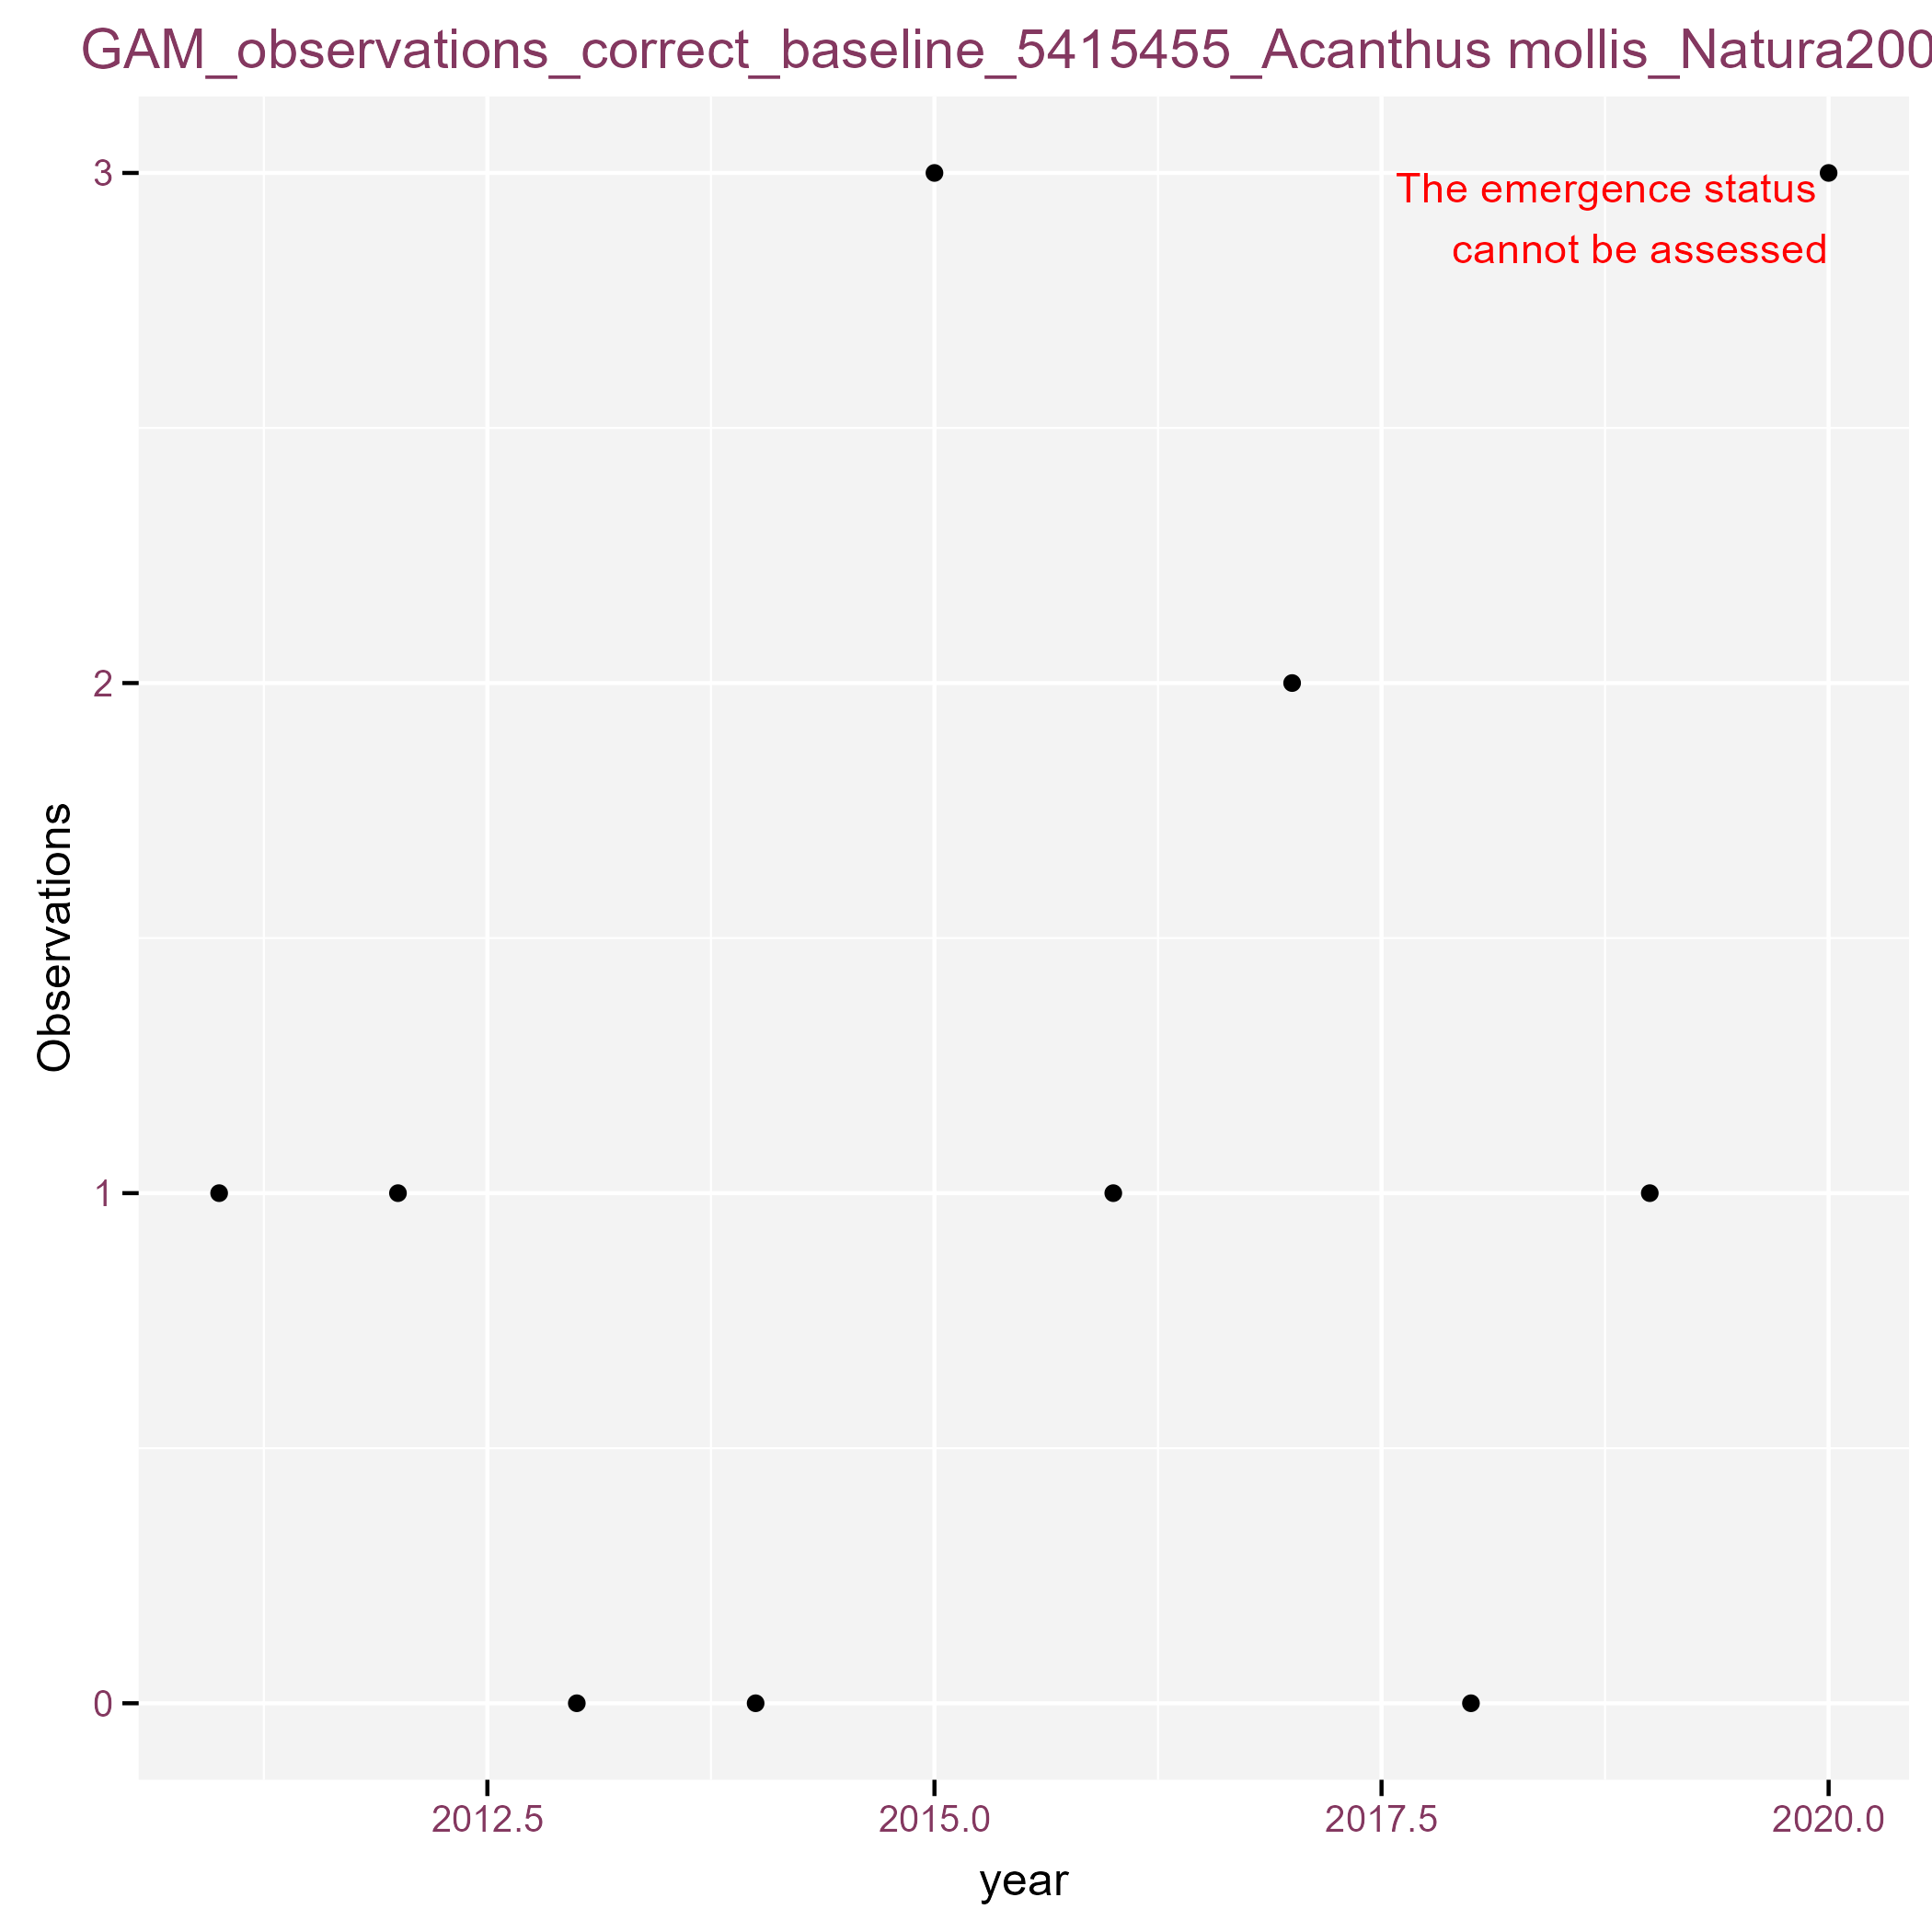 GAM_observations_correct_baseline_5415455_Acanthus mollis_Natura200
3
The emergence status
cannot be assessed
2
Observations
1
0
2012.5 2015.0 2017.5 2020.0
year